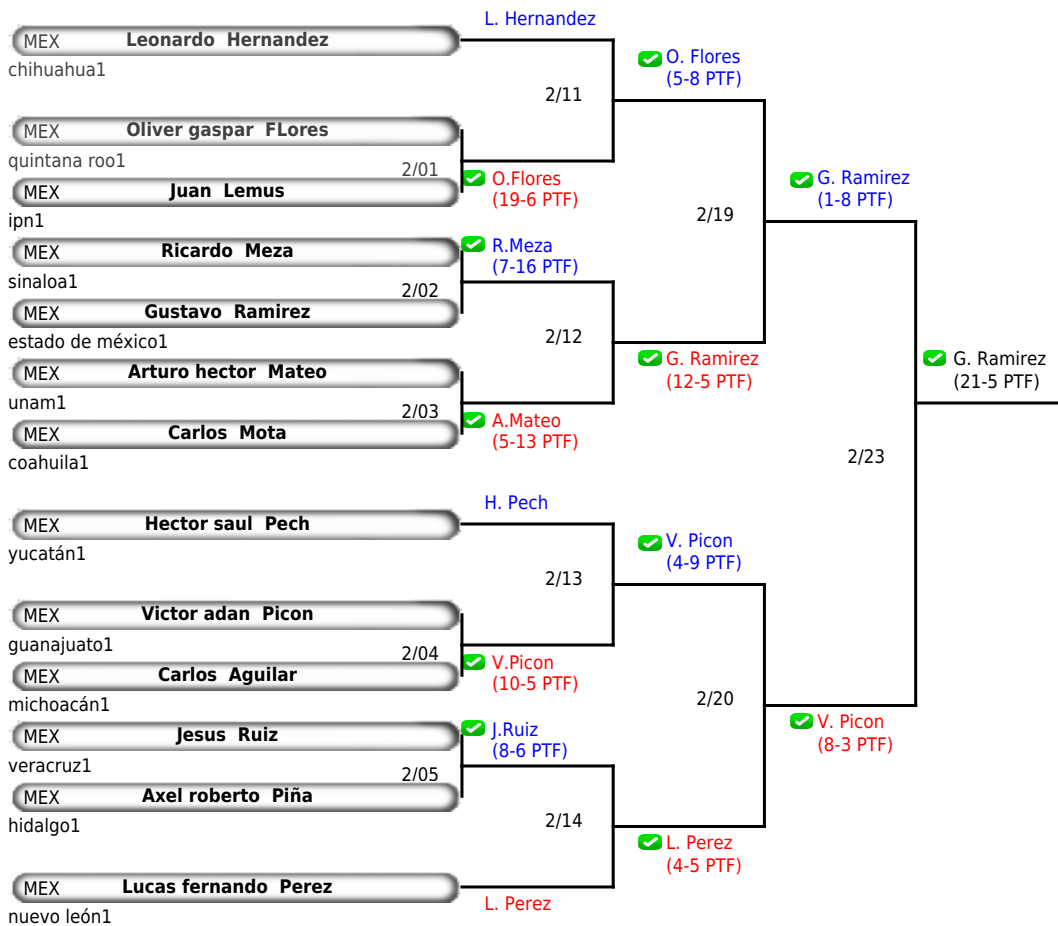 L. Hernandez
MEX Leonardo Hernandez
chihuahua1
O. Flores
(5-8 PTF)
2/11
MEX Oliver gaspar FLores
quintana roo1
2/01
O.Flores
(19-6 PTF)
MEX Juan Lemus
ipn1
G. Ramirez
(1-8 PTF)
2/19
MEX Ricardo Meza
sinaloa1
R.Meza
(7-16 PTF)
2/02
MEX Gustavo Ramirez
estado de méxico1
2/12
G. Ramirez
(12-5 PTF)
G. Ramirez
(21-5 PTF)
MEX Arturo hector Mateo
unam1
2/03
A.Mateo
(5-13 PTF)
MEX Carlos Mota
coahuila1
2/23
H. Pech
MEX Hector saul Pech
yucatán1
V. Picon
(4-9 PTF)
2/13
MEX Victor adan Picon
guanajuato1
2/04
V.Picon
(10-5 PTF)
MEX Carlos Aguilar
michoacán1
2/20
V. Picon
(8-3 PTF)
MEX Jesus Ruiz
veracruz1
J.Ruiz
(8-6 PTF)
2/05
MEX Axel roberto Piña
hidalgo1
2/14
L. Perez
(4-5 PTF)
MEX Lucas fernando Perez
nuevo león1
L. Perez